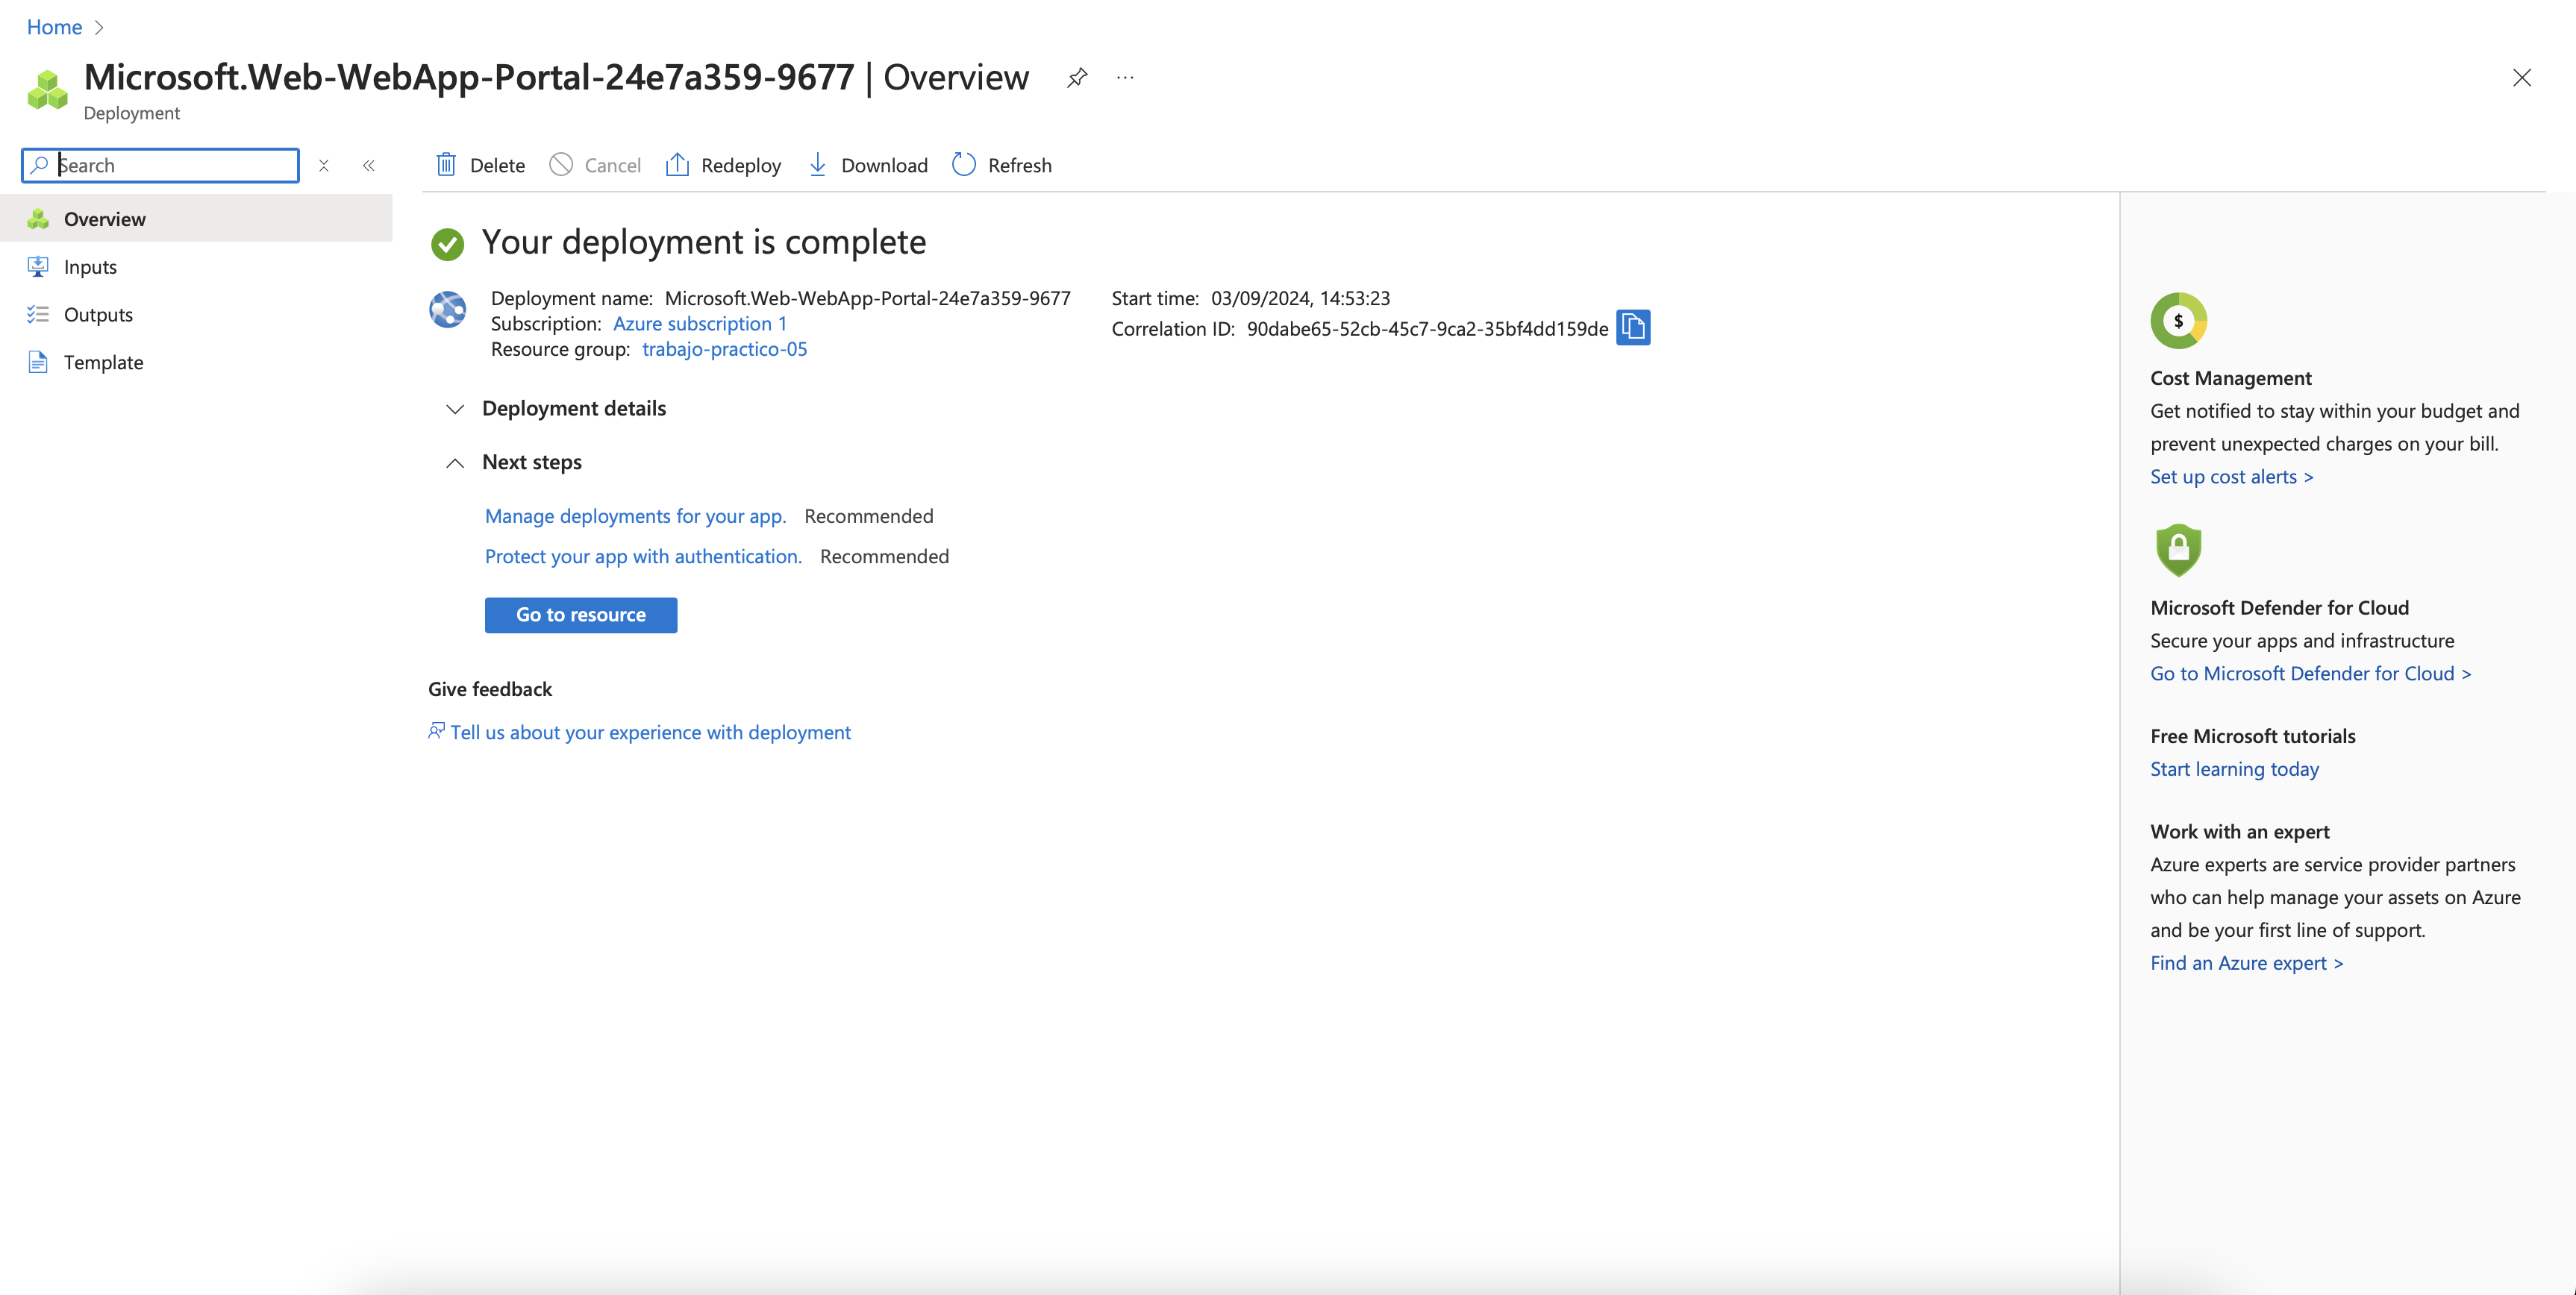 Home
Microsoft.Web-WebApp-Portal-24e7a359-9677 | Overview
Deployment
Search
Delete
Cancel
Redeploy
Download
Refresh
Overview
Inputs
Outputs
Template
Your deployment is complete
Deployment name: Microsoft.Web-WebApp-Portal-24e7a359-9677
Subscription: Azure subscription 1
Resource group: trabajo-practico-05
Start time: 03/09/2024, 14:53:23
Correlation ID: 90dabe65-52cb-45c7-9ca2-35bf4dd159de
Deployment details
Next steps
Manage deployments for your app. Recommended
Protect your app with authentication. Recommended
Go to resource
Give feedback
Tell us about your experience with deployment
$
Cost Management
Get notified to stay within your budget and
prevent unexpected charges on your bill.
Set up cost alerts >
Microsoft Defender for Cloud
Secure your apps and infrastructure
Go to Microsoft Defender for Cloud >
Free Microsoft tutorials
Start learning today
Work with an expert
Azure experts are service provider partners
who can help manage your assets on Azure
and be your first line of support.
Find an Azure expert >